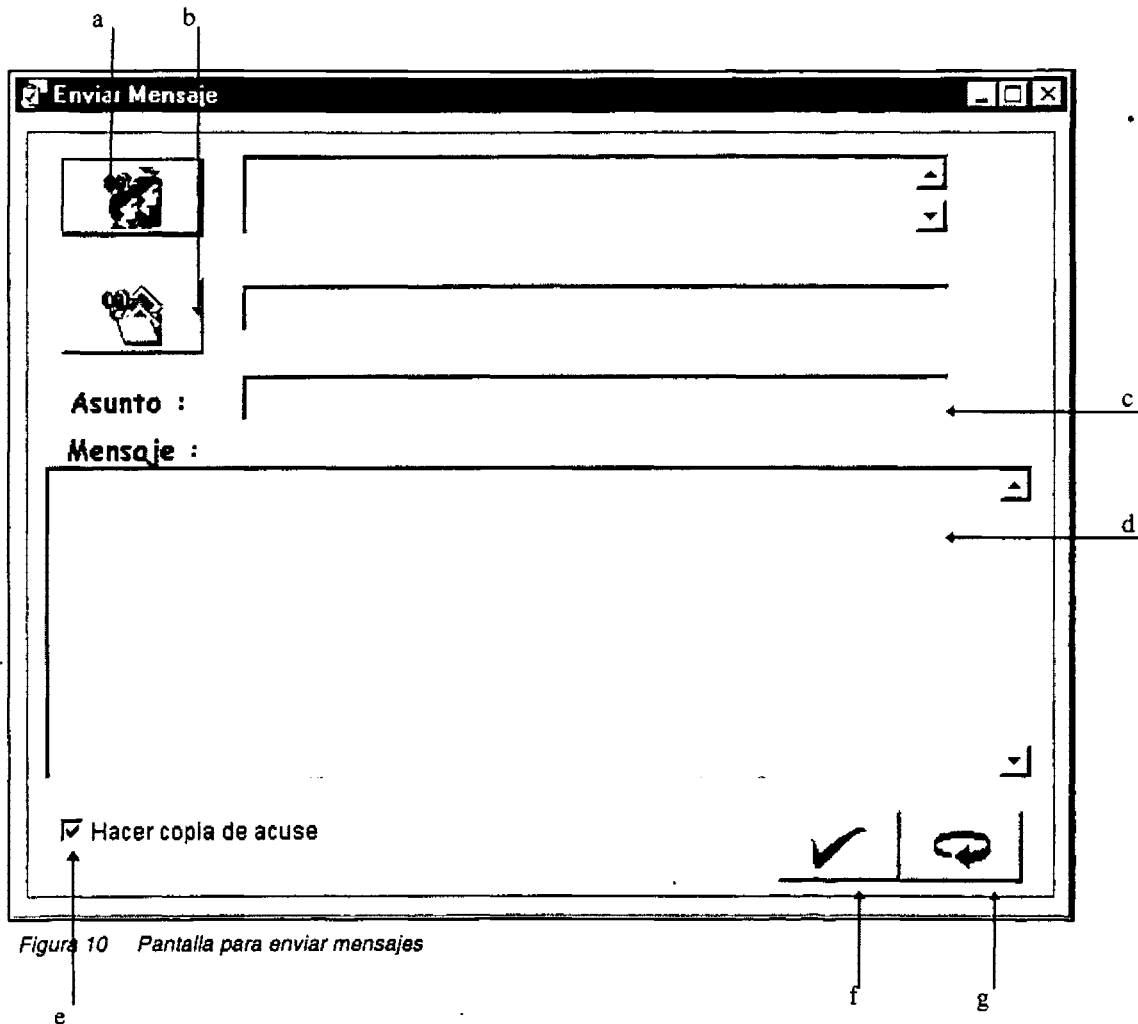 a b
Enviar Mensaje
Asunto :
c
Mensaje :
d
Hacer copia de acuse
Figura 10 Pantalla para enviar mensajes
e f g